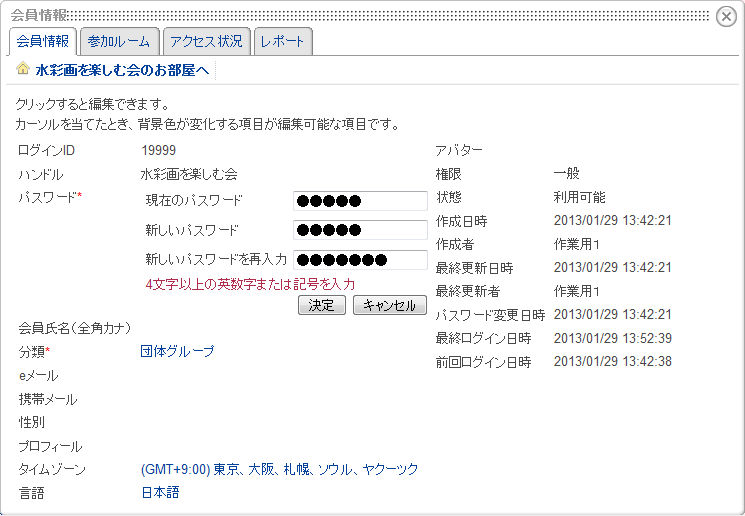 会員情報
会員情報 参加ルーム アクセス状況 レポート
水彩画を楽しむ会のお部屋へ
クリックすると編集できます。
カーソルを当てたとき、背景色が変化する項目が編集可能な項目です。
ログインID 19999
ハンドル 水彩画を楽しむ会
パスワード*
現在のパスワード ●●●●●
新しいパスワード ●●●●●
新しいパスワードを再入力 ●●●●●●●
4文字以上の英数字または記号を入力
決定 キャンセル
会員氏名(全角カナ)
分類* 団体グループ
eメール
携帯メール
性別
プロフィール
タイムゾーン (GMT+9:00) 東京、大阪、札幌、ソウル、ヤクーツック
言語 日本語
アバター
権限 一般
状態 利用可能
作成日時 2013/01/29 13:42:21
作成者 作業用1
最終更新日時 2013/01/29 13:42:21
最終更新者 作業用1
パスワード変更日時 2013/01/29 13:42:21
最終ログイン日時 2013/01/29 13:52:39
前回ログイン日時 2013/01/29 13:42:38